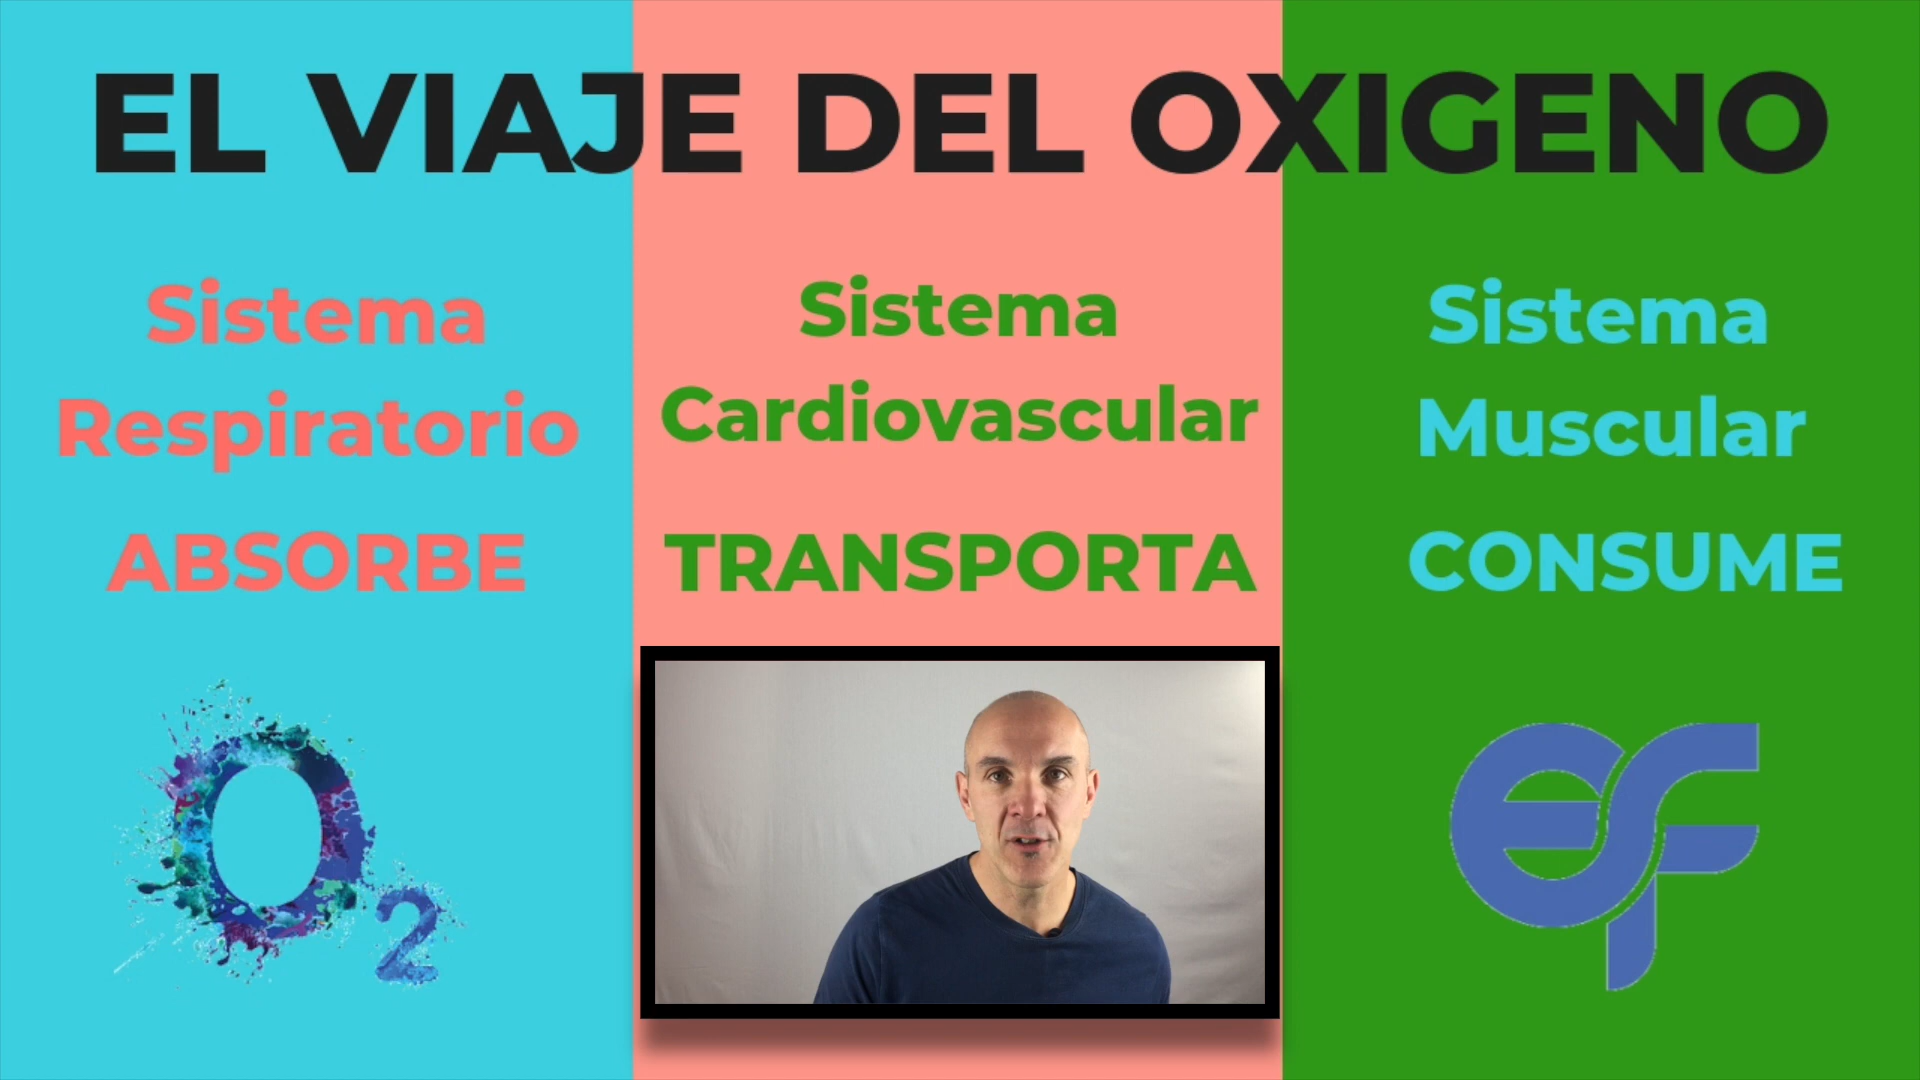 EL VIAJE DEL OXIGENO
Sistema
Respiratorio
ABSORBE
Sistema
Cardiovascular
TRANSPORTA
Sistema
Muscular
CONSUME
O2
ef